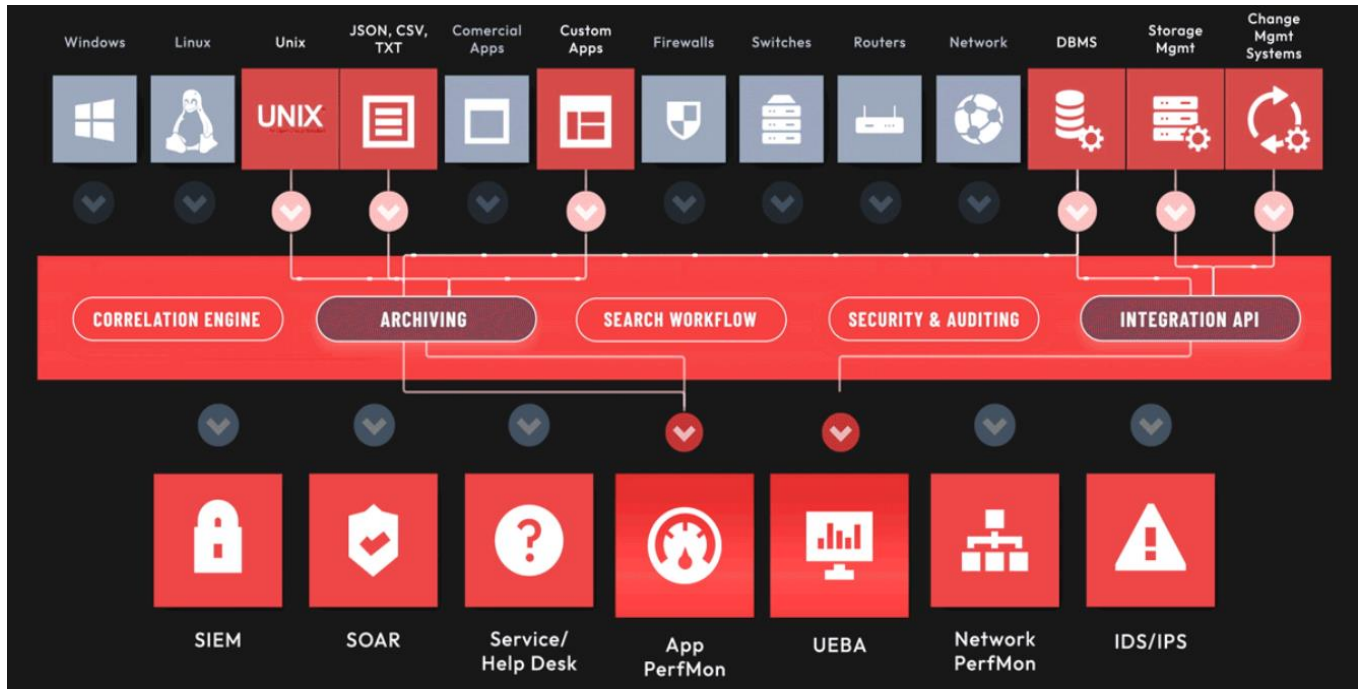 Windows
Linux
Unix
JSON, CSV,
TXT
Comercial
Apps
Custom
Apps
Firewalls
Switches
Routers
Network
DBMS
Storage
Mgmt
Change
Mgmt
Systems
UNIX
CORRELATION ENGINE
ARCHIVING
SEARCH WORKFLOW
SECURITY & AUDITING
INTEGRATION API
SIEM
SOAR
Service/
Help Desk
App
PerfMon
UEBA
Network
PerfMon
IDS/IPS